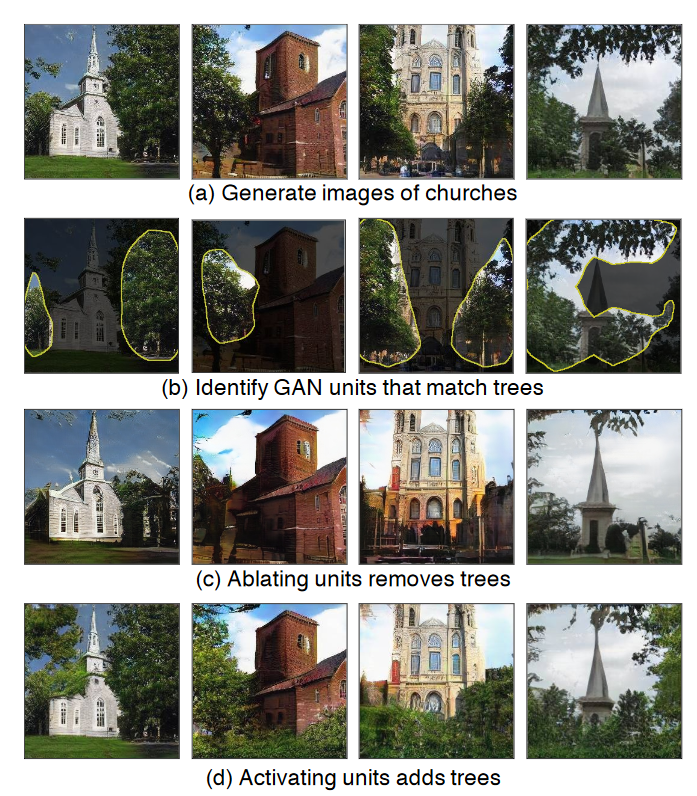 (a) Generate images of churches
(b) Identify GAN units that match trees
(c) Ablating units removes trees
(d) Activating units adds trees